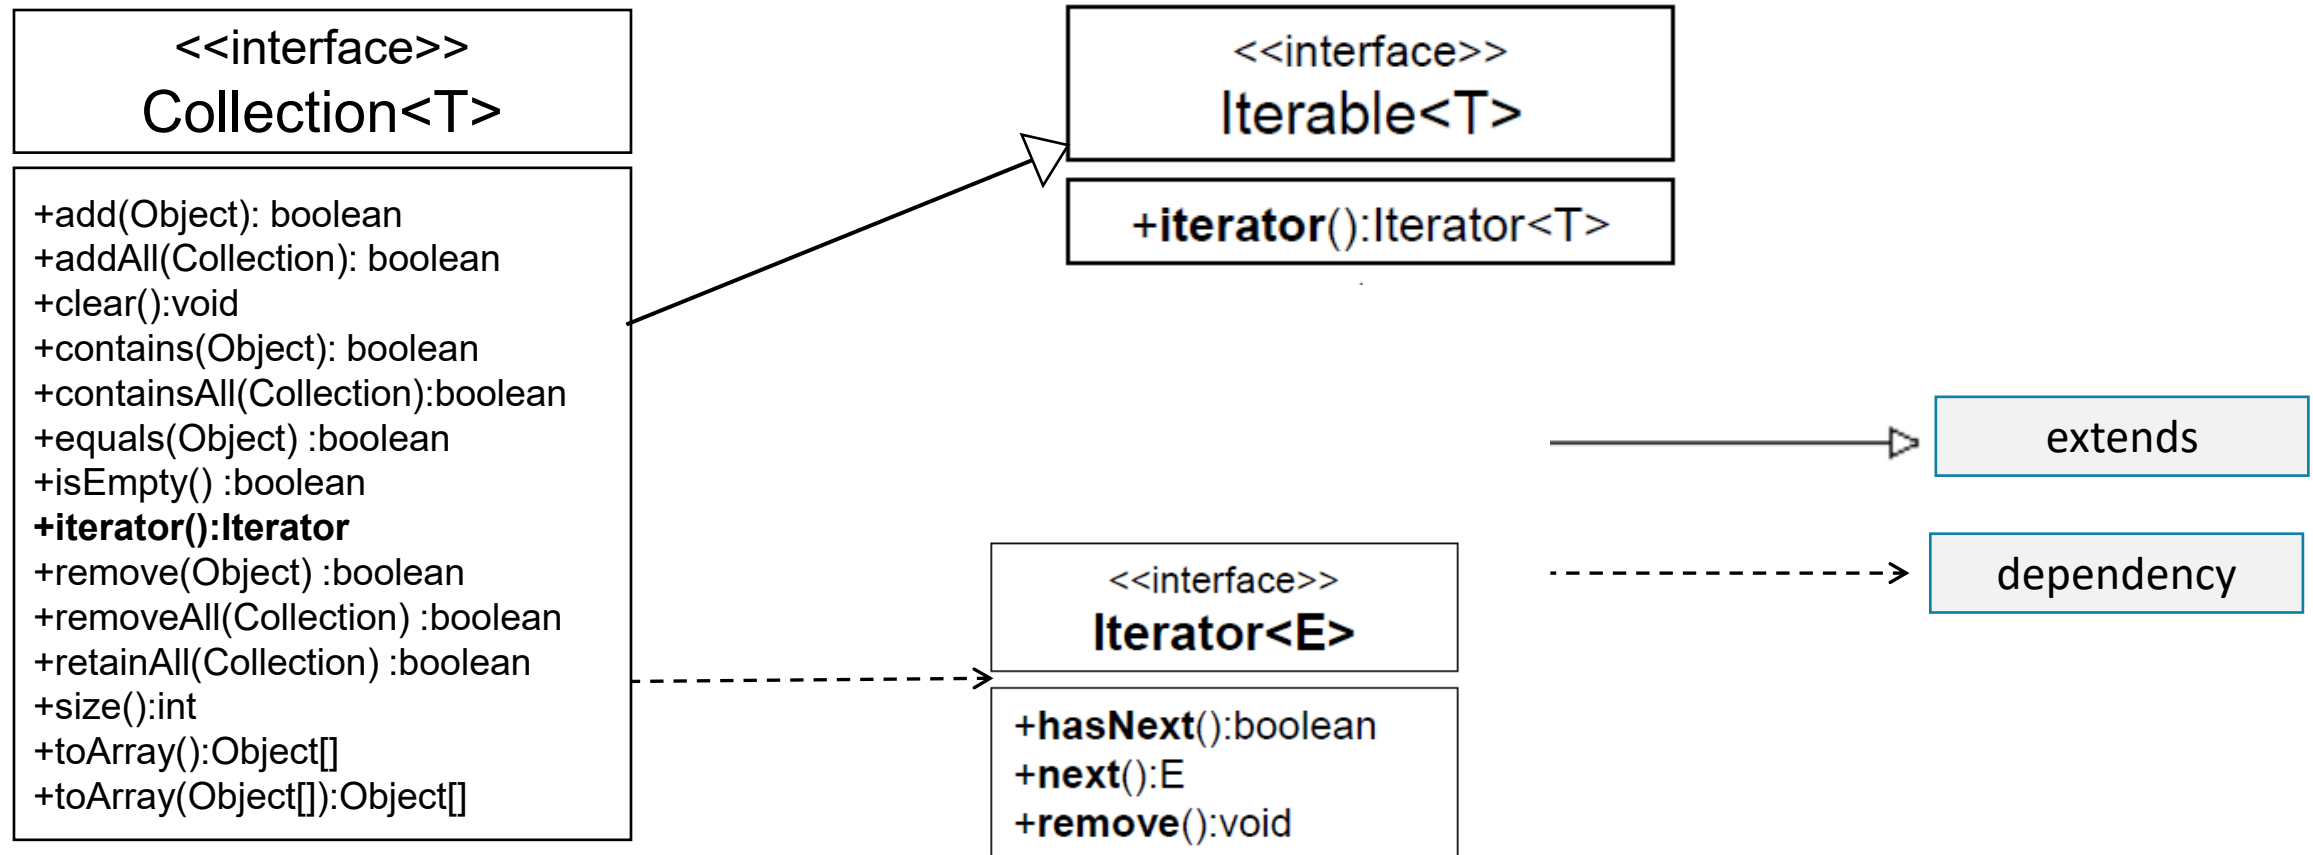 <<interface>>
Collection<T>
+add(Object): boolean
+addAll(Collection): boolean
+clear():void
+contains(Object): boolean
+containsAll(Collection):boolean
+equals(Object) :boolean
+isEmpty() :boolean
+iterator():Iterator
+remove(Object) :boolean
+removeAll(Collection) :boolean
+retainAll(Collection) :boolean
+size():int
+toArray():Object[]
+toArray(Object[]):Object[]
<<interface>>
Iterable<T>
+iterator():Iterator<T>
<<interface>>
Iterator<E>
+hasNext():boolean
+next():E
+remove():void
extends
dependency